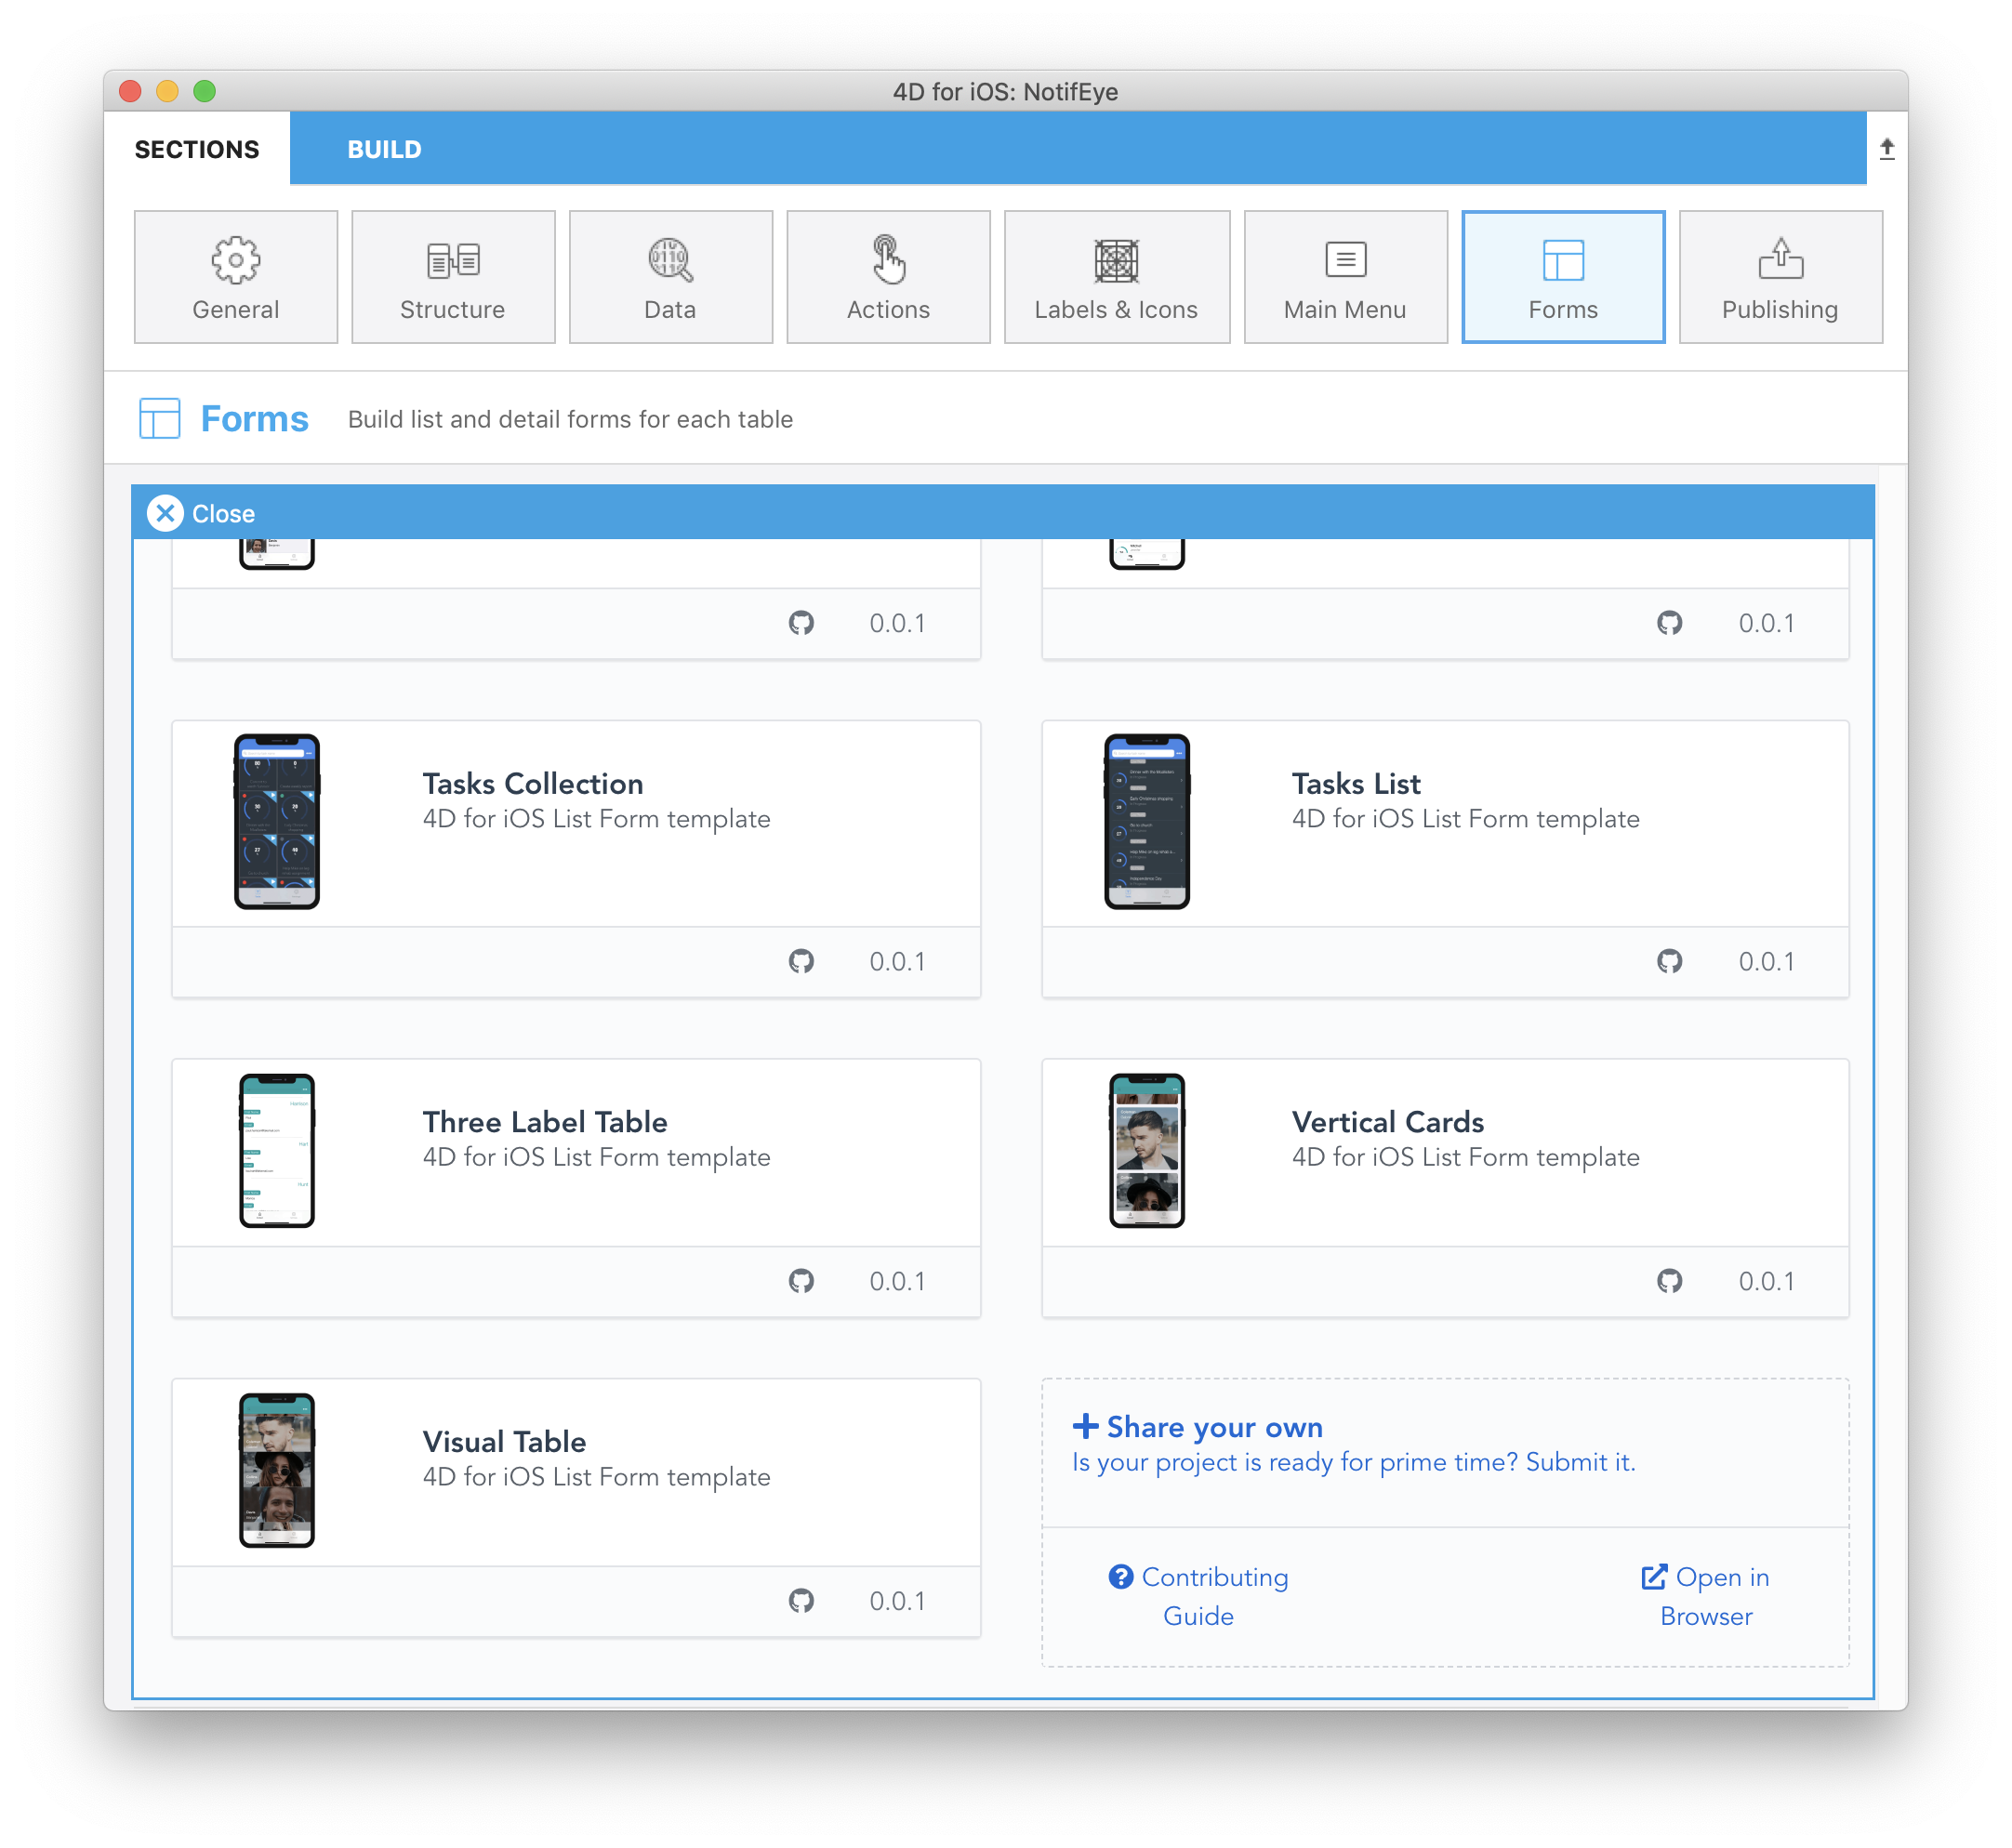 4D for iOS: NotifEye
SECTIONS
BUILD
General
Structure
Data
Actions
Labels & Icons
Main Menu
Forms
Publishing
Forms
Build list and detail forms for each table
Close
0.0.1
0.0.1
Tasks Collection
4D for iOS List Form template
0.0.1
Tasks List
4D for iOS List Form template
0.0.1
Three Label Table
4D for iOS List Form template
0.0.1
Vertical Cards
4D for iOS List Form template
0.0.1
Visual Table
4D for iOS List Form template
0.0.1
Share your own
Is your project is ready for prime time? Submit it.
Contributing
Guide
Open in
Browser